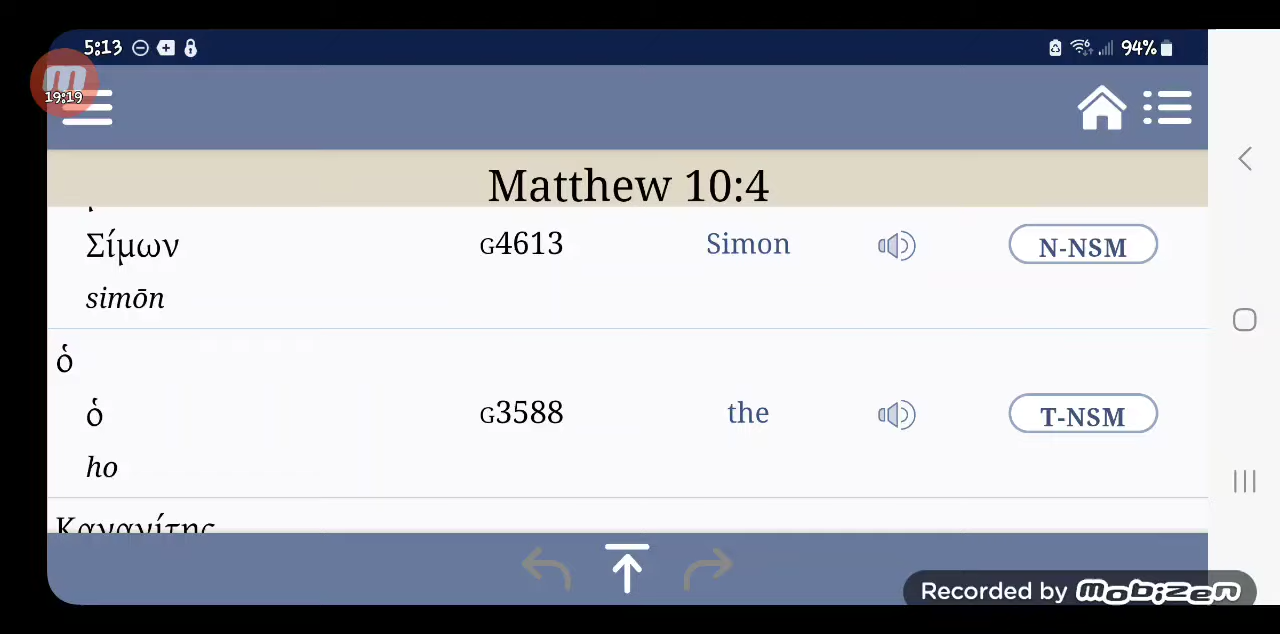 5:13 94%
19:19
Matthew 10:4
Σίμων G4613 Simon N-NSM
simōn
ὁ
ὁ G3588 the T-NSM
ho
Κανανίτης
Recorded by mobizen